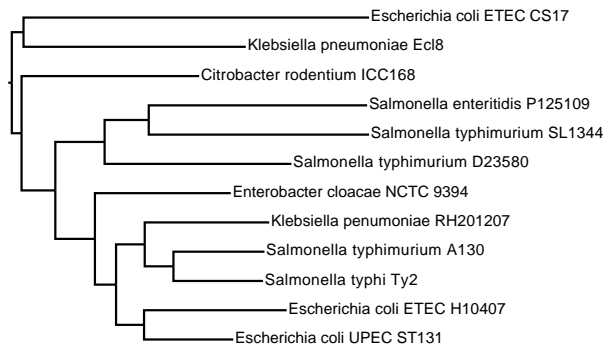 Escherichia coli ETEC CS17
Klebsiella pneumoniae Ecl8
Citrobacter rodentium ICC168
Salmonella enteritidis P125109
Salmonella typhimurium SL1344
Salmonella typhimurium D23580
Enterobacter cloacae NCTC 9394
Klebsiella penumoniae RH201207
Salmonella typhimurium A130
Salmonella typhi Ty2
Escherichia coli ETEC H10407
Escherichia coli UPEC ST131